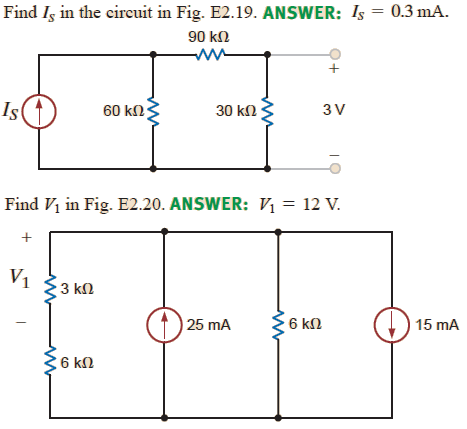 Find I_S in the circuit in Fig. E2.19. ANSWER: I_S = 0.3 mA.
90 kΩ
+
I_S
60 kΩ
30 kΩ
3 V
−
Find V_1 in Fig. E2.20. ANSWER: V_1 = 12 V.
+
V_1
3 kΩ
−
25 mA
6 kΩ
15 mA
6 kΩ